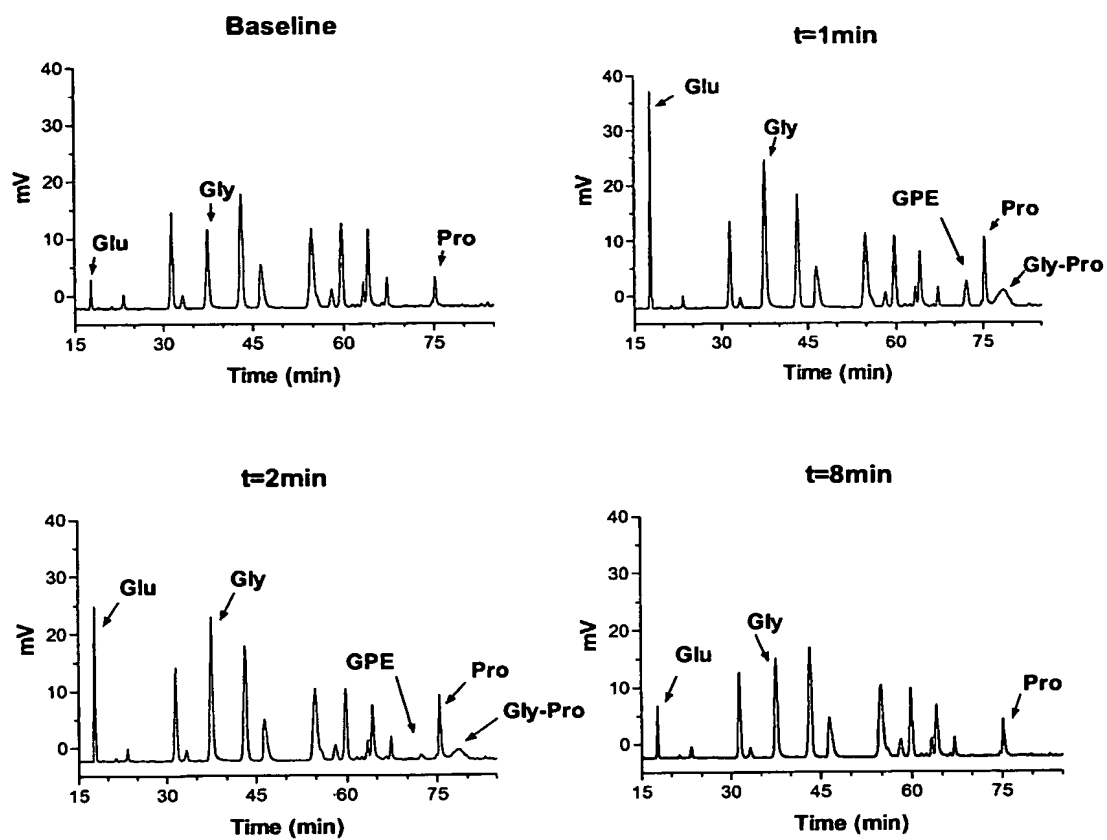 Baseline
40
30
20
10
0
mV
Glu
Gly
Pro
15 30 45 60 75
Time (min)
t=1min
40
30
20
10
0
mV
Glu
Gly
GPE
Pro
Gly-Pro
15 30 45 60 75
Time (min)
t=2min
40
30
20
10
0
mV
Glu
Gly
GPE
Pro
Gly-Pro
15 30 45 60 75
Time (min)
t=8min
40
30
20
10
0
mV
Glu
Gly
Pro
15 30 45 60 75
Time (min)